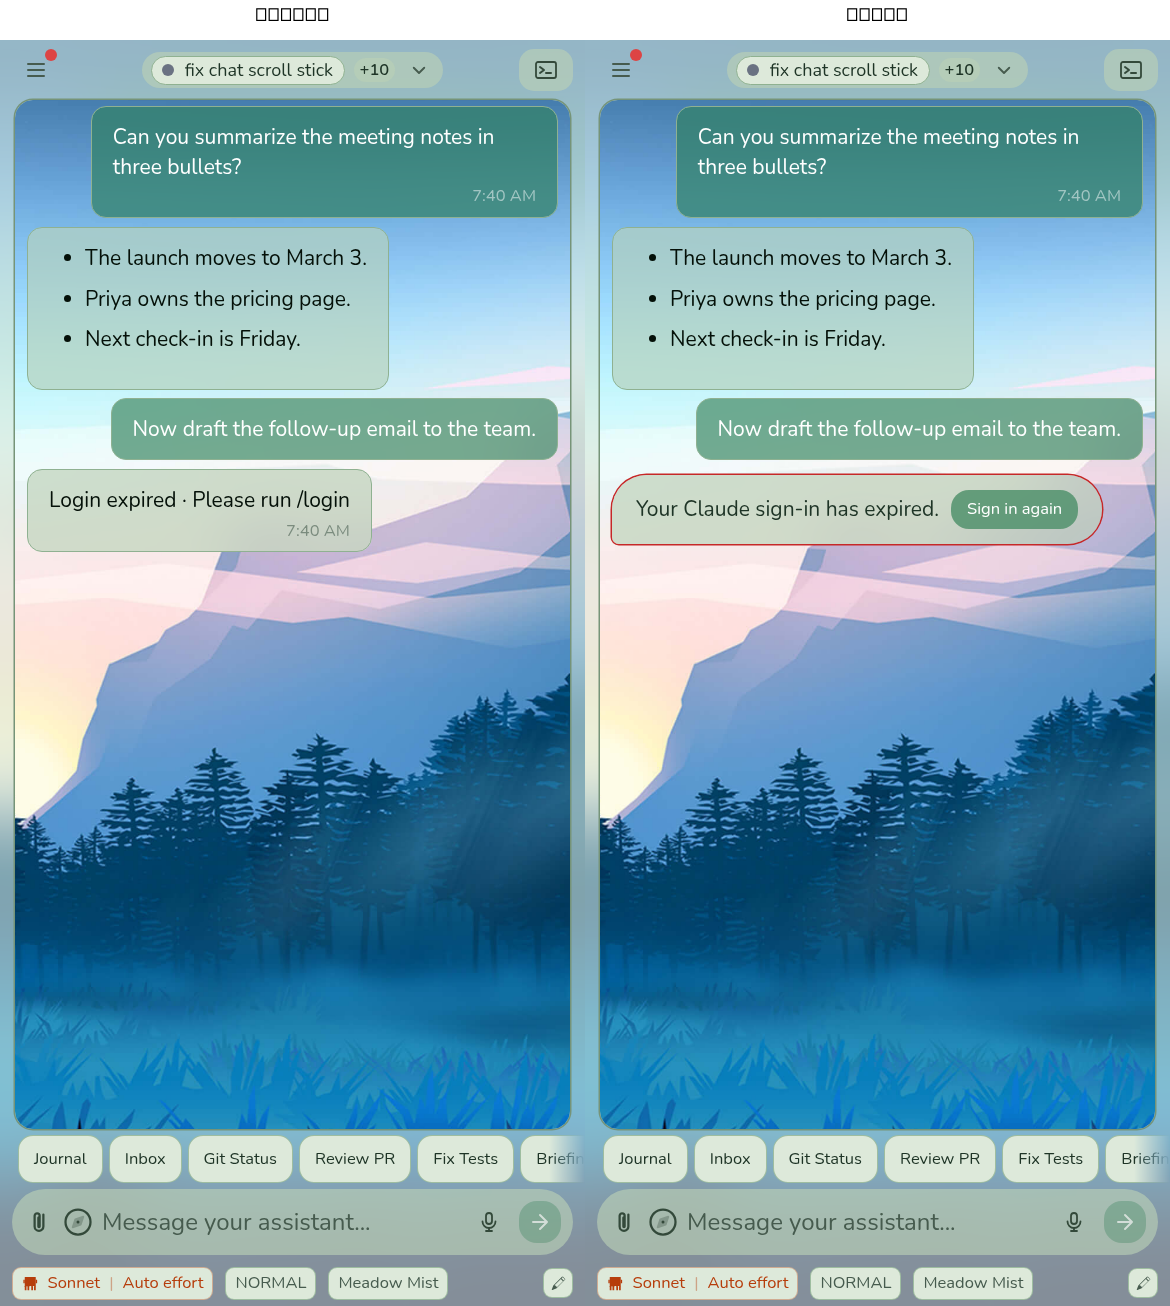 fix chat scroll stick +10
Can you summarize the meeting notes in
three bullets?
7:40 AM
• The launch moves to March 3.
• Priya owns the pricing page.
• Next check-in is Friday.
Now draft the follow-up email to the team.
Login expired · Please run /login
7:40 AM
Journal Inbox Git Status Review PR Fix Tests
Message your assistant...
Sonnet | Auto effort NORMAL Meadow Mist
fix chat scroll stick +10
Can you summarize the meeting notes in
three bullets?
7:40 AM
• The launch moves to March 3.
• Priya owns the pricing page.
• Next check-in is Friday.
Now draft the follow-up email to the team.
Your Claude sign-in has expired. Sign in again
Journal Inbox Git Status Review PR Fix Tests
Message your assistant...
Sonnet | Auto effort NORMAL Meadow Mist